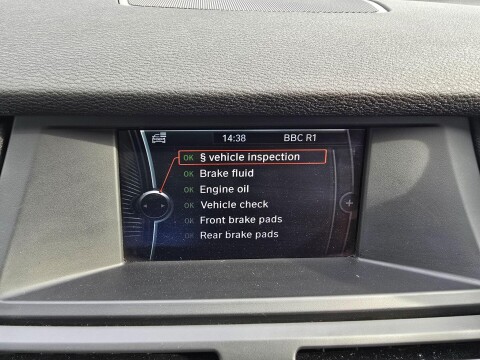 14:38 BBC R1
OK § vehicle inspection
OK Brake fluid
OK Engine oil
OK Vehicle check
OK Front brake pads
OK Rear brake pads